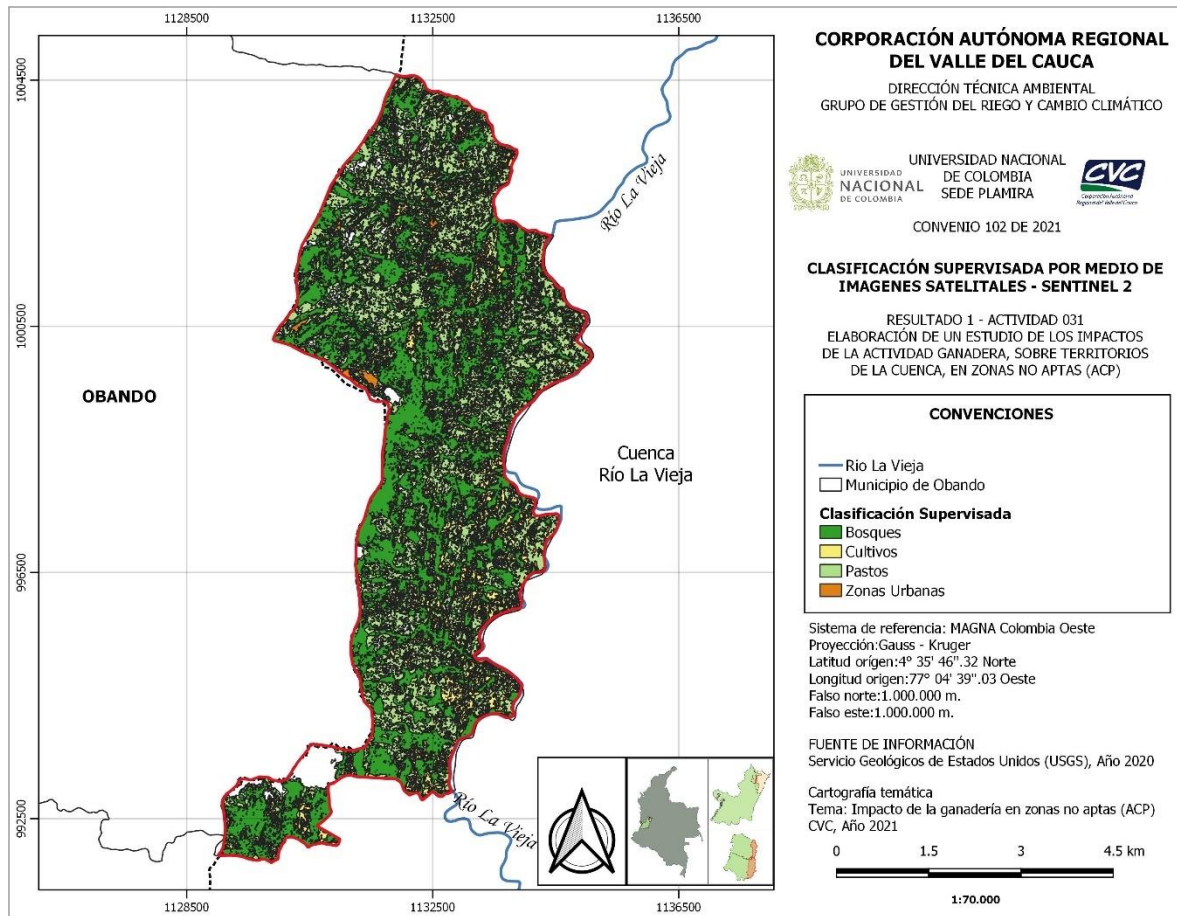 1128500
1132500
1136500
1004500
1000500
996500
992500
1128500
1132500
1136500
OBANDO
Río La Vieja
Cuenca
Río La Vieja
Río La Vieja
CORPORACIÓN AUTÓNOMA REGIONAL
DEL VALLE DEL CAUCA
DIRECCIÓN TÉCNICA AMBIENTAL
GRUPO DE GESTIÓN DEL RIEGO Y CAMBIO CLIMÁTICO
UNIVERSIDAD
NACIONAL
DE COLOMBIA
UNIVERSIDAD NACIONAL
DE COLOMBIA
SEDE PLAMIRA
CVC
Corporación Autónoma
Regional del Valle del Cauca
CONVENIO 102 DE 2021
CLASIFICACIÓN SUPERVISADA POR MEDIO DE
IMAGENES SATELITALES - SENTINEL 2
RESULTADO 1 - ACTIVIDAD 031
ELABORACIÓN DE UN ESTUDIO DE LOS IMPACTOS
DE LA ACTIVIDAD GANADERA, SOBRE TERRITORIOS
DE LA CUENCA, EN ZONAS NO APTAS (ACP)
CONVENCIONES
Rio La Vieja
Municipio de Obando
Clasificación Supervisada
Bosques
Cultivos
Pastos
Zonas Urbanas
Sistema de referencia: MAGNA Colombia Oeste
Proyección:Gauss - Kruger
Latitud orígen:4° 35' 46".32 Norte
Longitud origen:77° 04' 39".03 Oeste
Falso norte:1.000.000 m.
Falso este:1.000.000 m.
FUENTE DE INFORMACIÓN
Servicio Geológicos de Estados Unidos (USGS), Año 2020
Cartografía temática
Tema: Impacto de la ganadería en zonas no aptas (ACP)
CVC, Año 2021
0 1.5 3 4.5 km
1:70.000